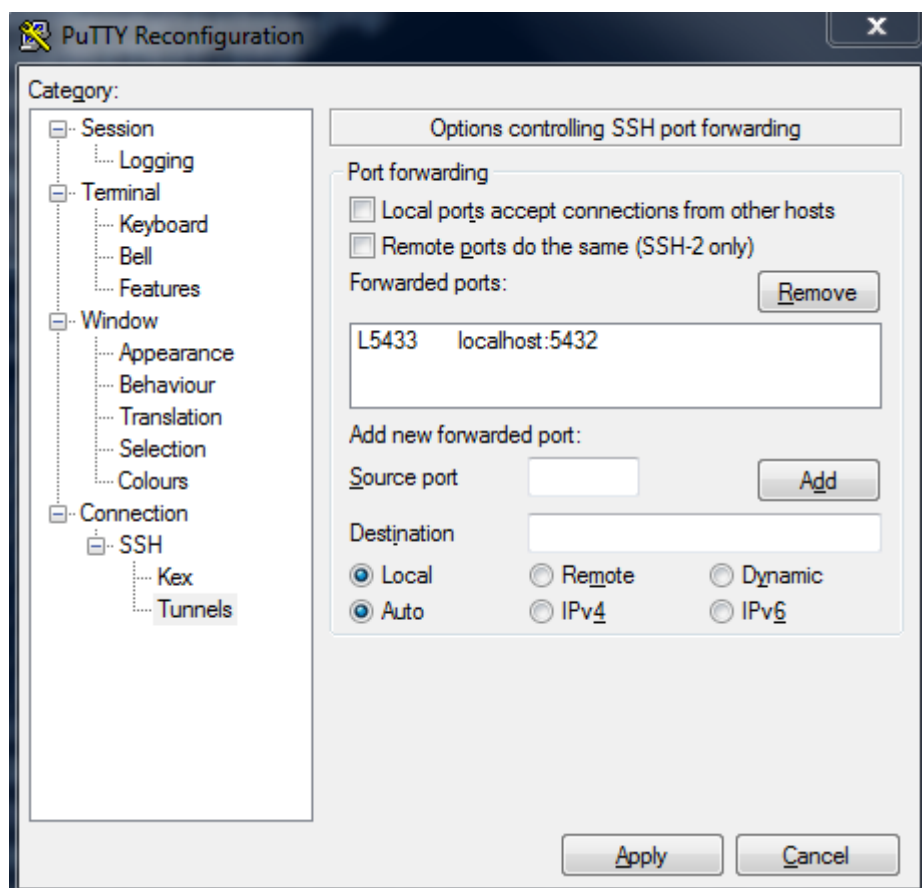 PuTTY Reconfiguration
x
Category:
Session
Logging
Terminal
Keyboard
Bell
Features
Window
Appearance
Behaviour
Translation
Selection
Colours
Connection
SSH
Kex
Tunnels
Options controlling SSH port forwarding
Port forwarding
Local ports accept connections from other hosts
Remote ports do the same (SSH-2 only)
Forwarded ports:
Remove
L5433 localhost:5432
Add new forwarded port:
Source port
Add
Destination
Local Remote Dynamic
Auto IPv4 IPv6
Apply Cancel